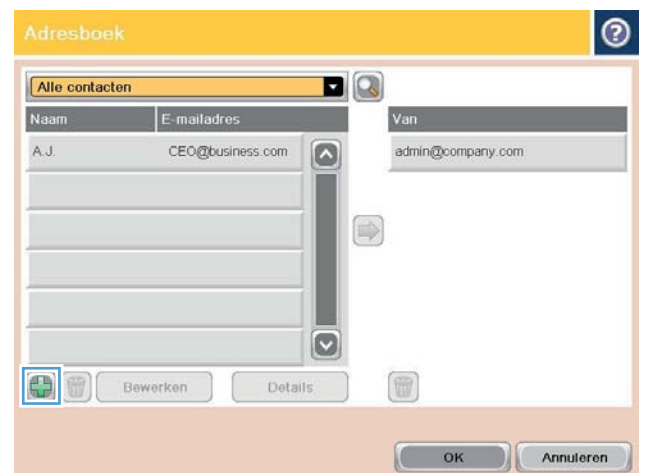 Adresboek
Alle contacten
Naam E-mailadres Van
A.J. CEO@business.com admin@company.com
Bewerken Details
OK Annuleren